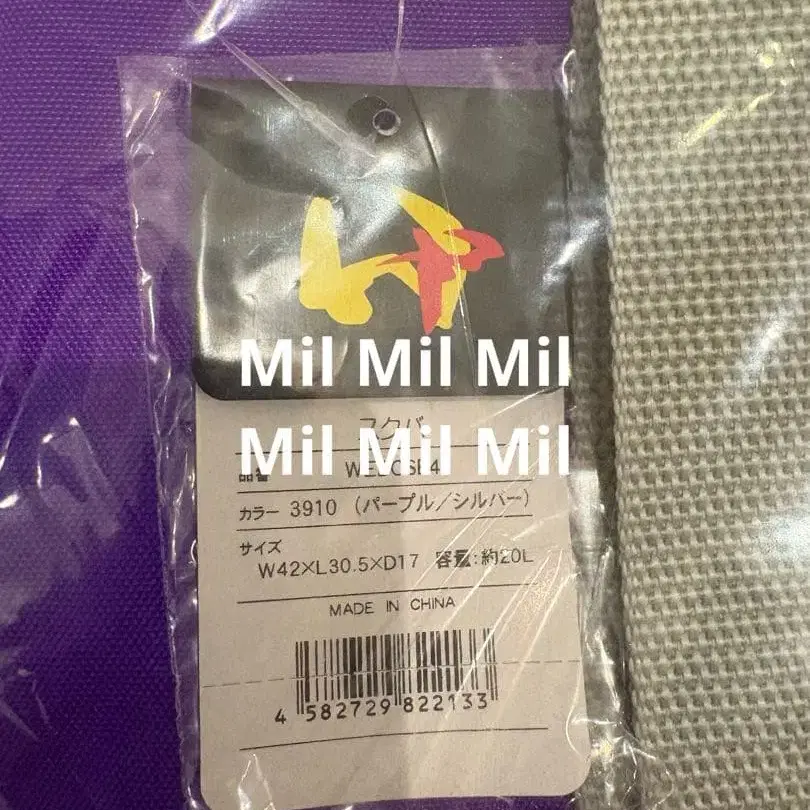 Mil Mil Mil
スクバ
Mil Mil Mil
品番
カラー 3910 (パープル/シルバー)
サイズ
W42×L30.5×D17 容量:約20L
MADE IN CHINA
4 582729 822133